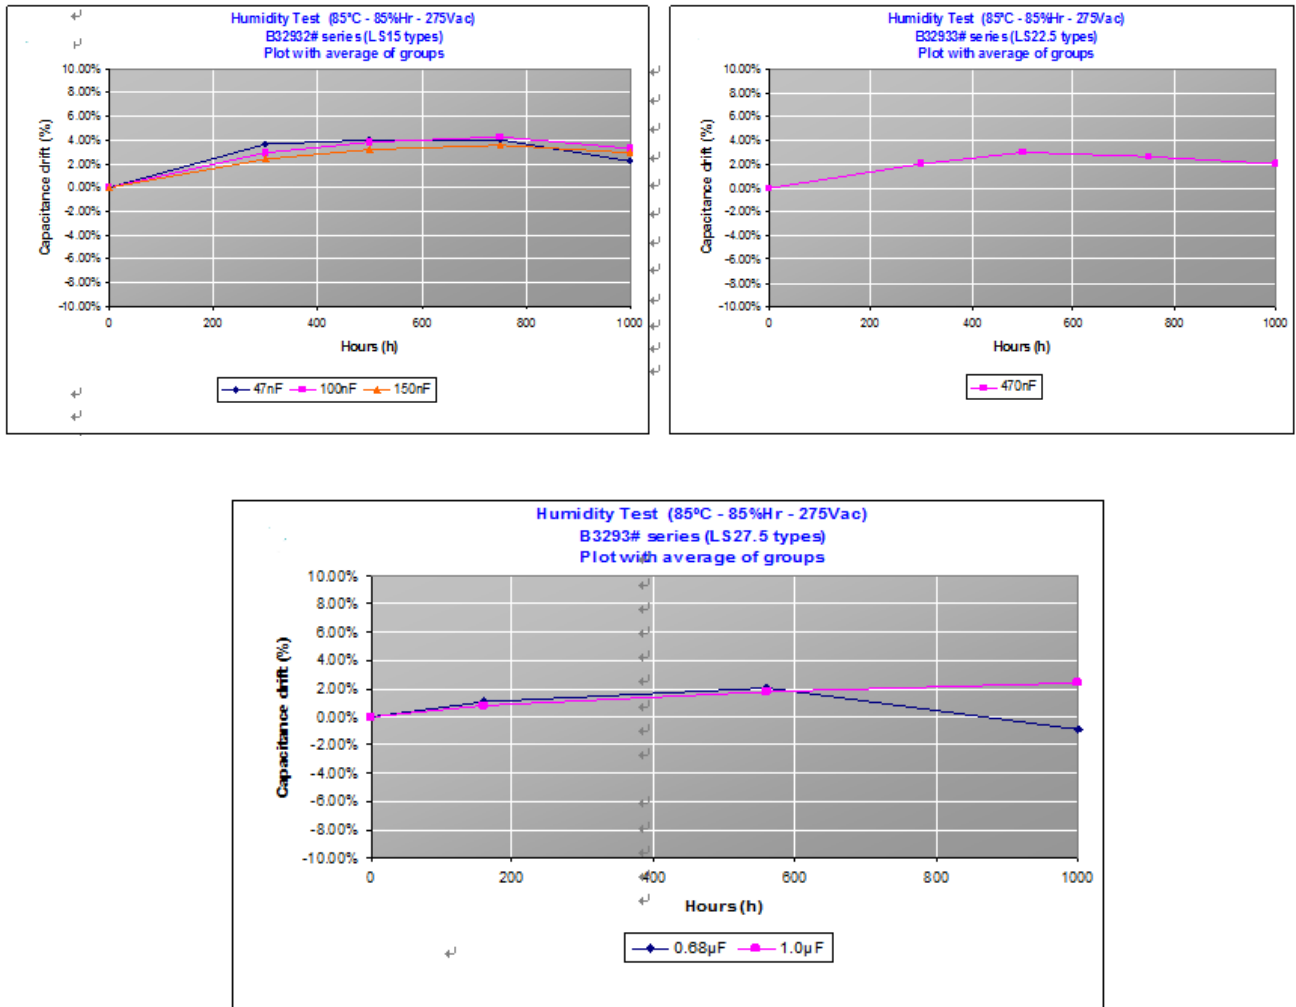 Humidity Test (85ºC - 85%Hr - 275Vac)
B32932# series (LS15 types)
Plot with average of groups
10.00%
8.00%
6.00%
4.00%
2.00%
0.00%
-2.00%
-4.00%
-6.00%
-8.00%
-10.00%
Capacitance drift (%)
0 200 400 600 800 1000
Hours (h)
47nF 100nF 150nF
Humidity Test (85ºC - 85%Hr - 275Vac)
B32933# series (LS22.5 types)
Plot with average of groups
10.00%
8.00%
6.00%
4.00%
2.00%
0.00%
-2.00%
-4.00%
-6.00%
-8.00%
-10.00%
Capacitance drift (%)
0 200 400 600 800 1000
Hours (h)
470nF
Humidity Test (85ºC - 85%Hr - 275Vac)
B3293# series (LS27.5 types)
Plot with average of groups
10.00%
8.00%
6.00%
4.00%
2.00%
0.00%
-2.00%
-4.00%
-6.00%
-8.00%
-10.00%
Capacitance drift (%)
0 200 400 600 800 1000
Hours (h)
0.68µF 1.0µF